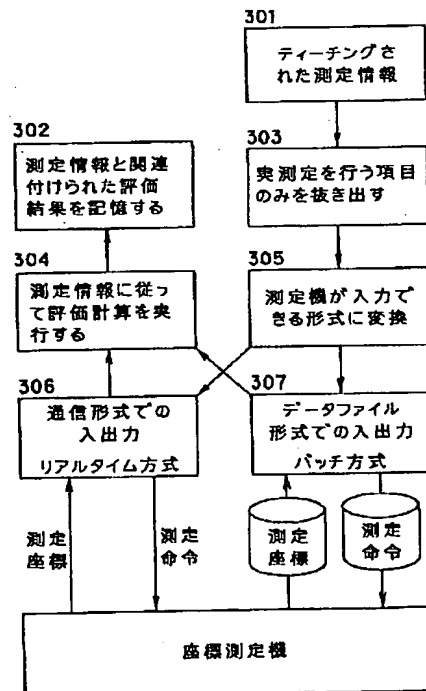 301
ティーチングさ
れた測定情報
302
測定情報と関連
付けられた評価
結果を記憶する
303
実測定を行う項目
のみを抜き出す
304
測定情報に従っ
て評価計算を実
行する
305
測定機が入力で
きる形式に変換
306
通信形式での
入出力
リアルタイム方式
307
データファイル
形式での入出力
バッチ方式
測定
座標
測定
命令
測定
座標
測定
命令
座標測定機